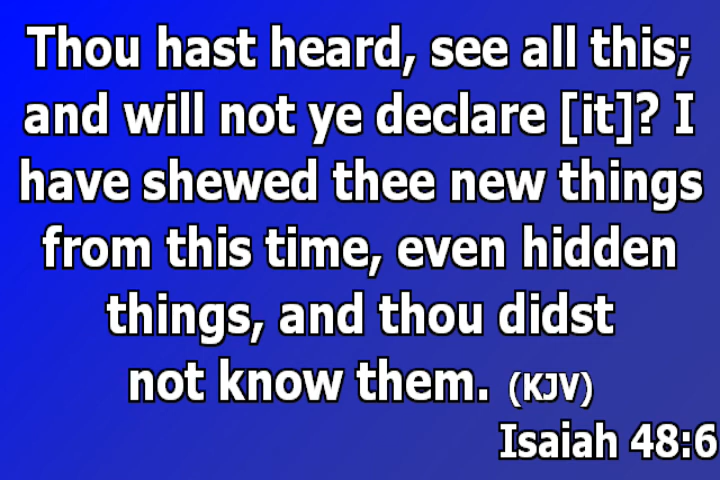 Thou hast heard, see all this;
and will not ye declare [it]? I
have shewed thee new things
from this time, even hidden
things, and thou didst
not know them. (KJV)
Isaiah 48:6